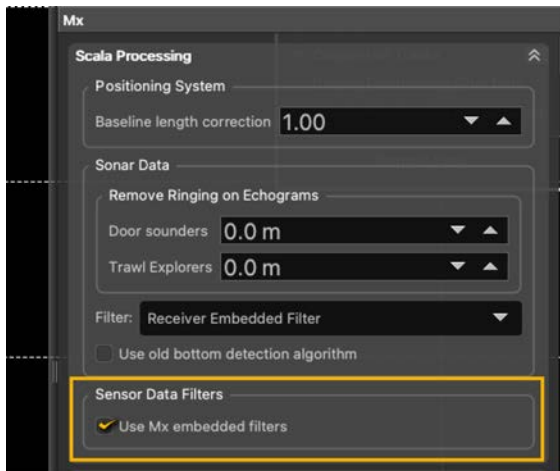 Mx
Scala Processing
Positioning System
Baseline length correction 1.00
Sonar Data
Remove Ringing on Echograms
Door sounders 0.0 m
Trawl Explorers 0.0 m
Filter: Receiver Embedded Filter
Use old bottom detection algorithm
Sensor Data Filters
Use Mx embedded filters